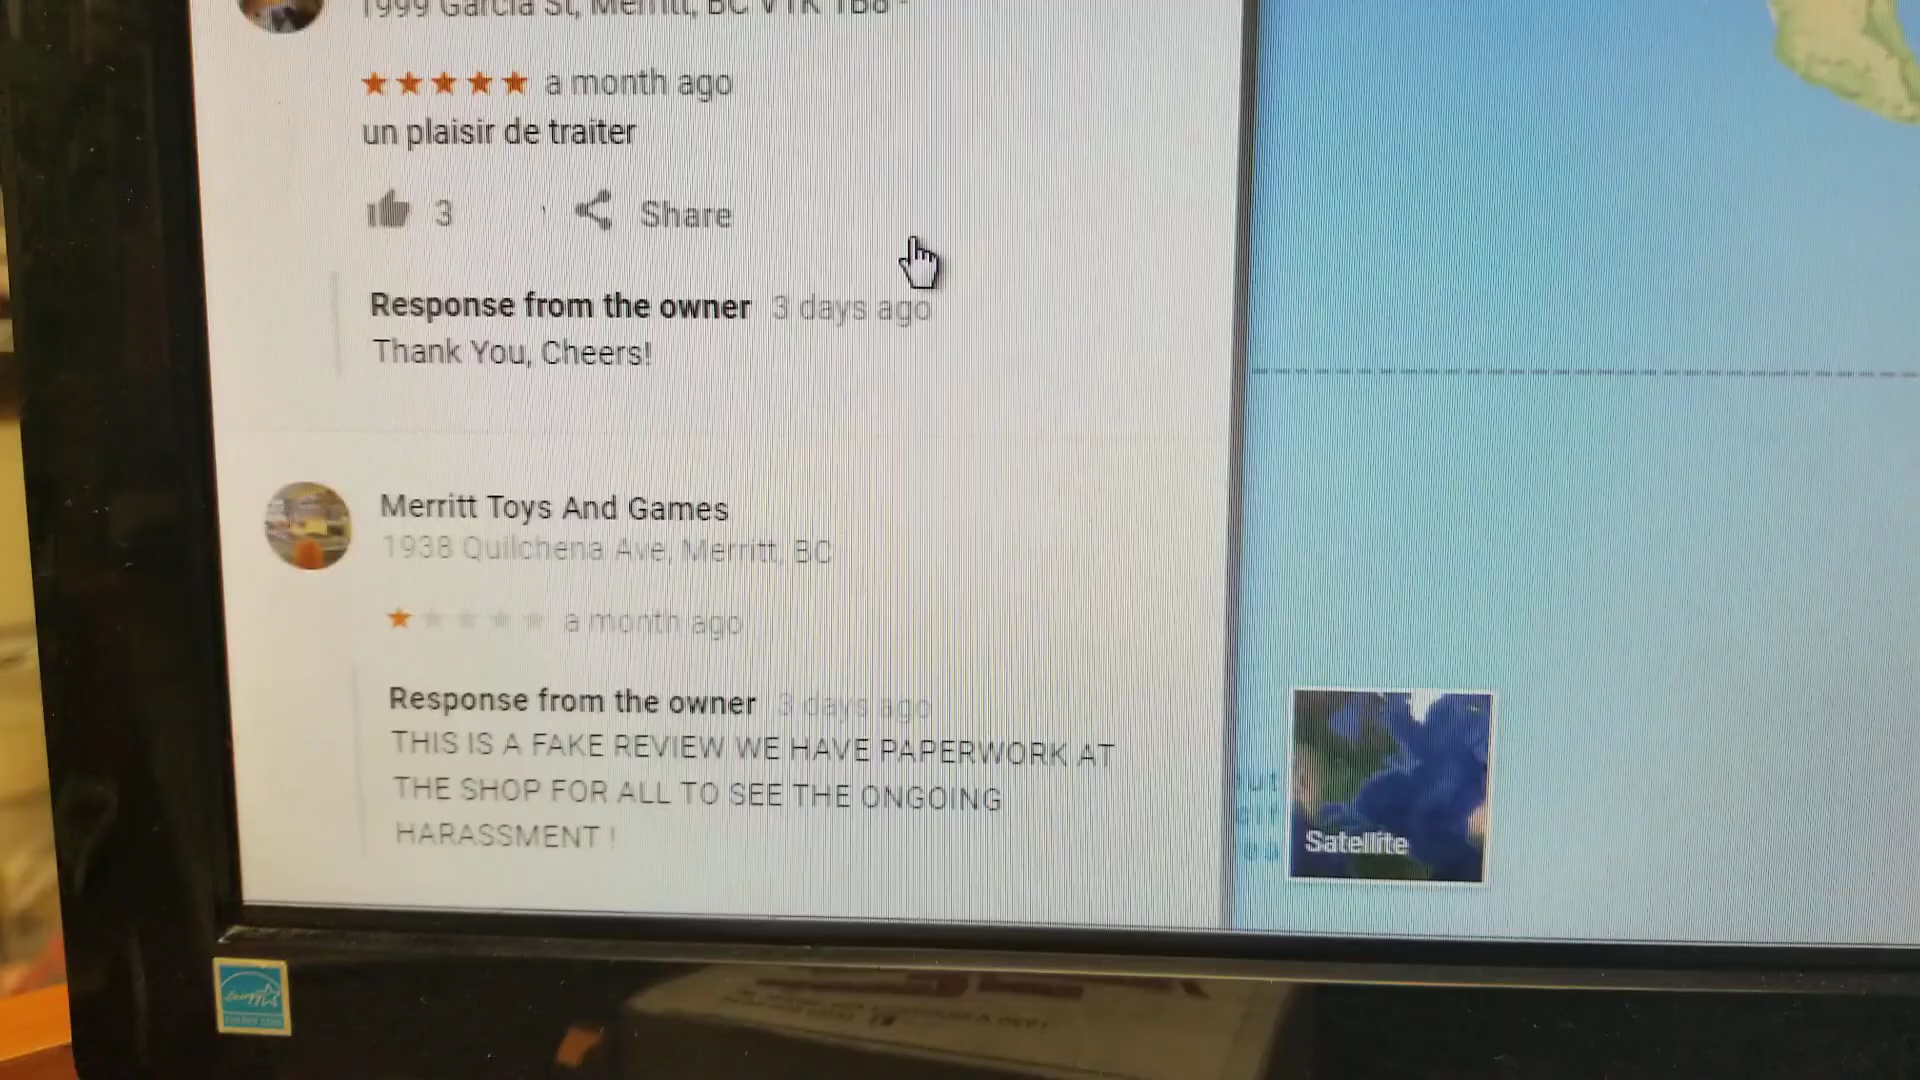 1999 Garcia St, Merritt, BC V1K 1B8 -
a month ago
un plaisir de traiter
3 Share
Response from the owner 3 days ago
Thank You, Cheers!
Merritt Toys And Games
1938 Quilchena Ave, Merritt, BC
a month ago
Response from the owner 3 days ago
THIS IS A FAKE REVIEW WE HAVE PAPERWORK AT
THE SHOP FOR ALL TO SEE THE ONGOING
HARASSMENT !
Satellite
ENERGY STAR